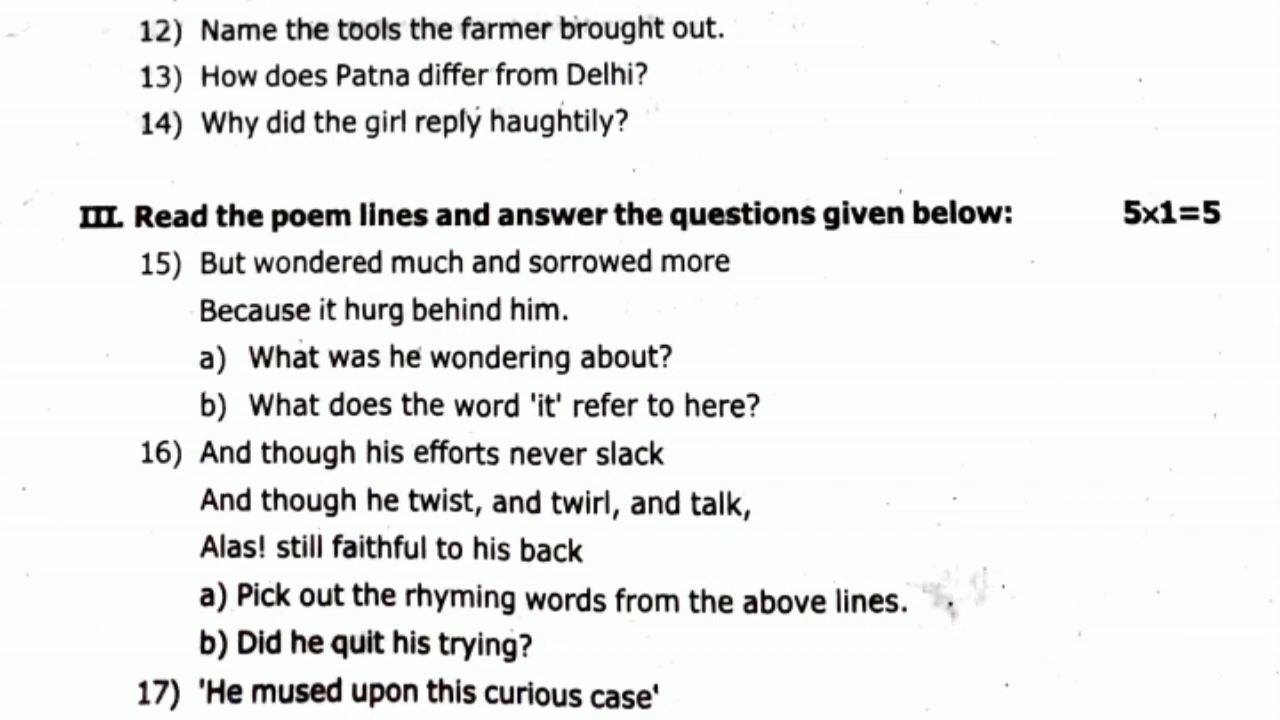 12) Name the tools the farmer brought out.
13) How does Patna differ from Delhi?
14) Why did the girl reply haughtily?
III. Read the poem lines and answer the questions given below: 5x1=5
15) But wondered much and sorrowed more
Because it hurg behind him.
a) What was he wondering about?
b) What does the word 'it' refer to here?
16) And though his efforts never slack
And though he twist, and twirl, and talk,
Alas! still faithful to his back
a) Pick out the rhyming words from the above lines.
b) Did he quit his trying?
17) 'He mused upon this curious case'